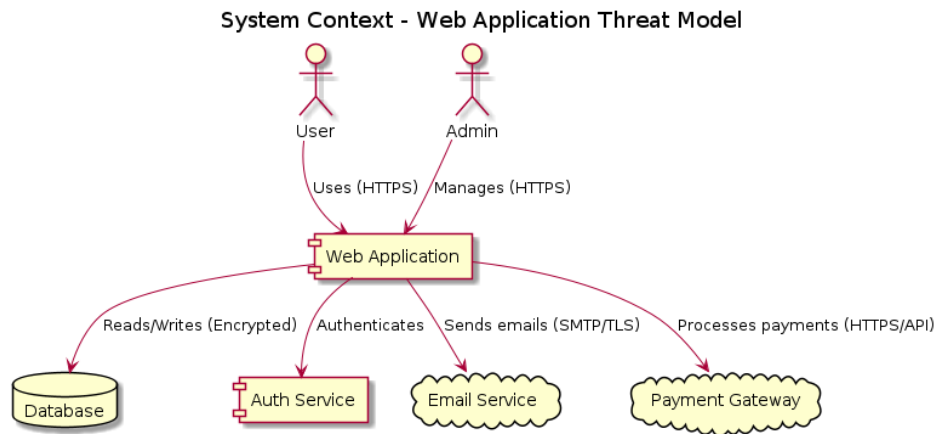 System Context - Web Application Threat Model
User
Admin
Uses (HTTPS)
Manages (HTTPS)
Web Application
Reads/Writes (Encrypted)
Authenticates
Sends emails (SMTP/TLS)
Processes payments (HTTPS/API)
Database
Auth Service
Email Service
Payment Gateway